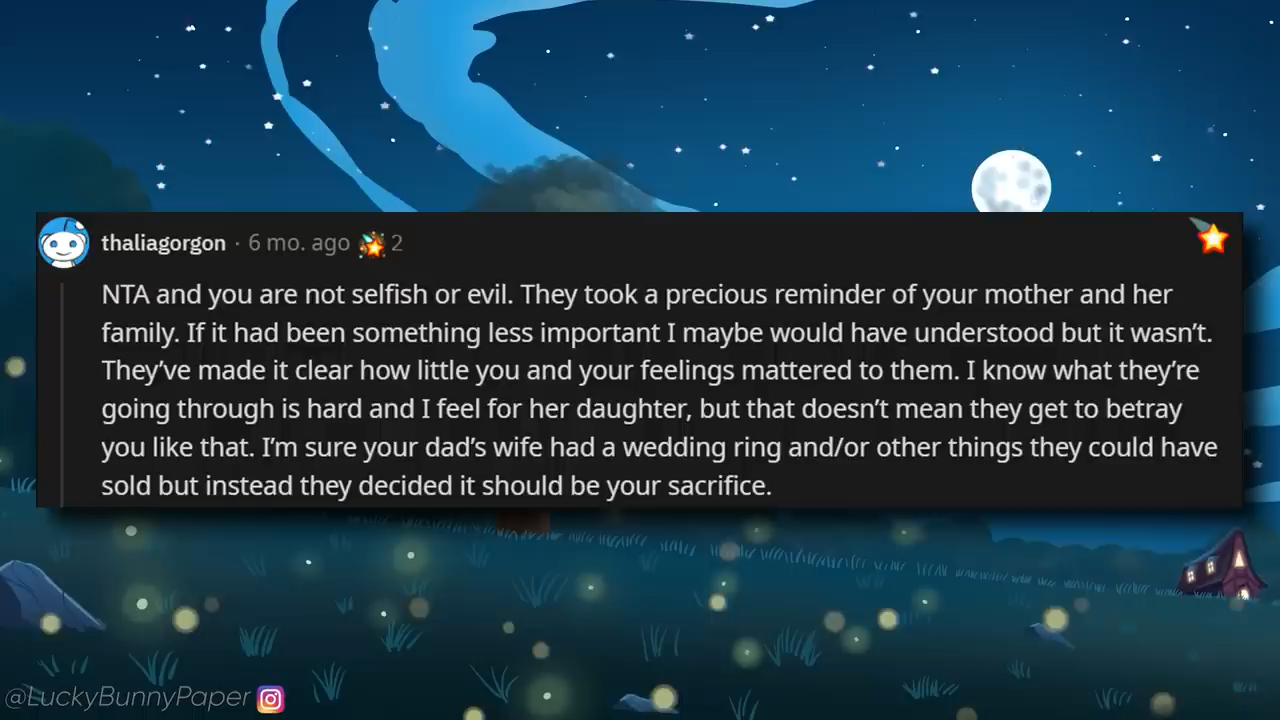 thaliagorgon · 6 mo. ago 2
NTA and you are not selfish or evil. They took a precious reminder of your mother and her
family. If it had been something less important I maybe would have understood but it wasn’t.
They’ve made it clear how little you and your feelings mattered to them. I know what they’re
going through is hard and I feel for her daughter, but that doesn’t mean they get to betray
you like that. I’m sure your dad’s wife had a wedding ring and/or other things they could have
sold but instead they decided it should be your sacrifice.
@LuckyBunnyPaper